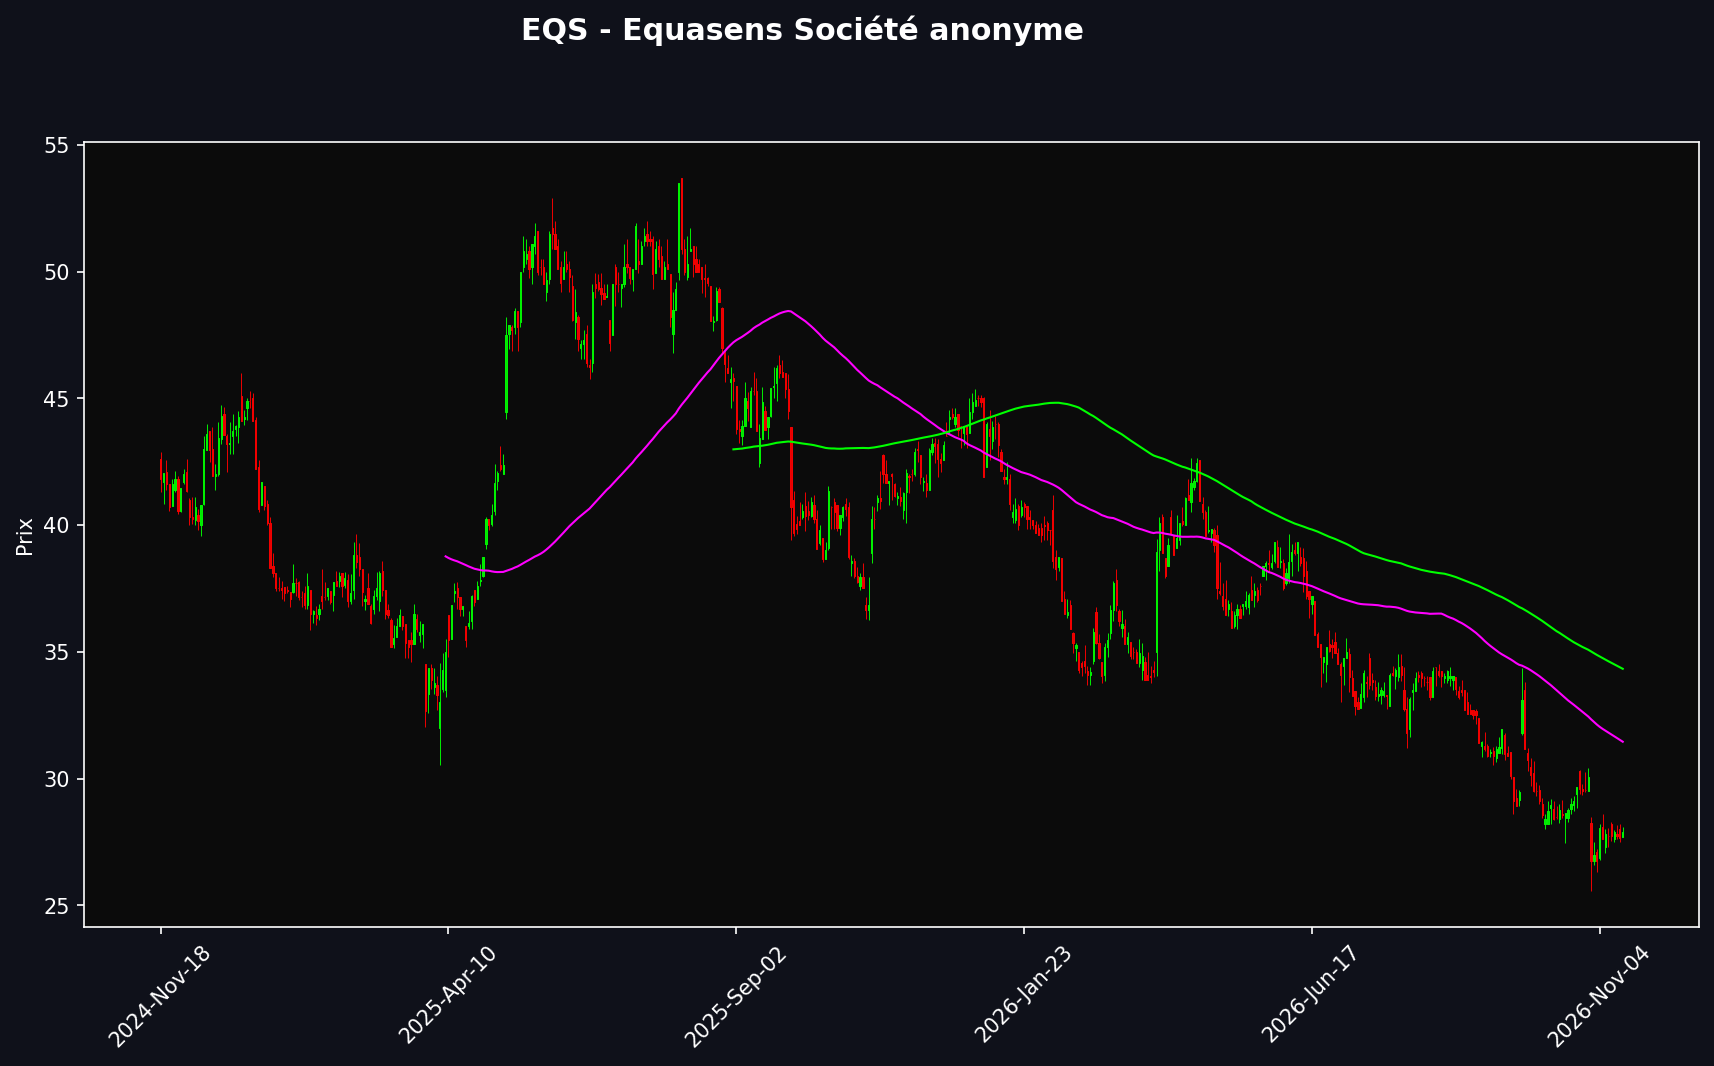 EQS - Equasens Société anonyme
Prix
55
50
45
40
35
30
25
2024-Nov-18
2025-Apr-10
2025-Sep-02
2026-Jan-23
2026-Jun-17
2026-Nov-04